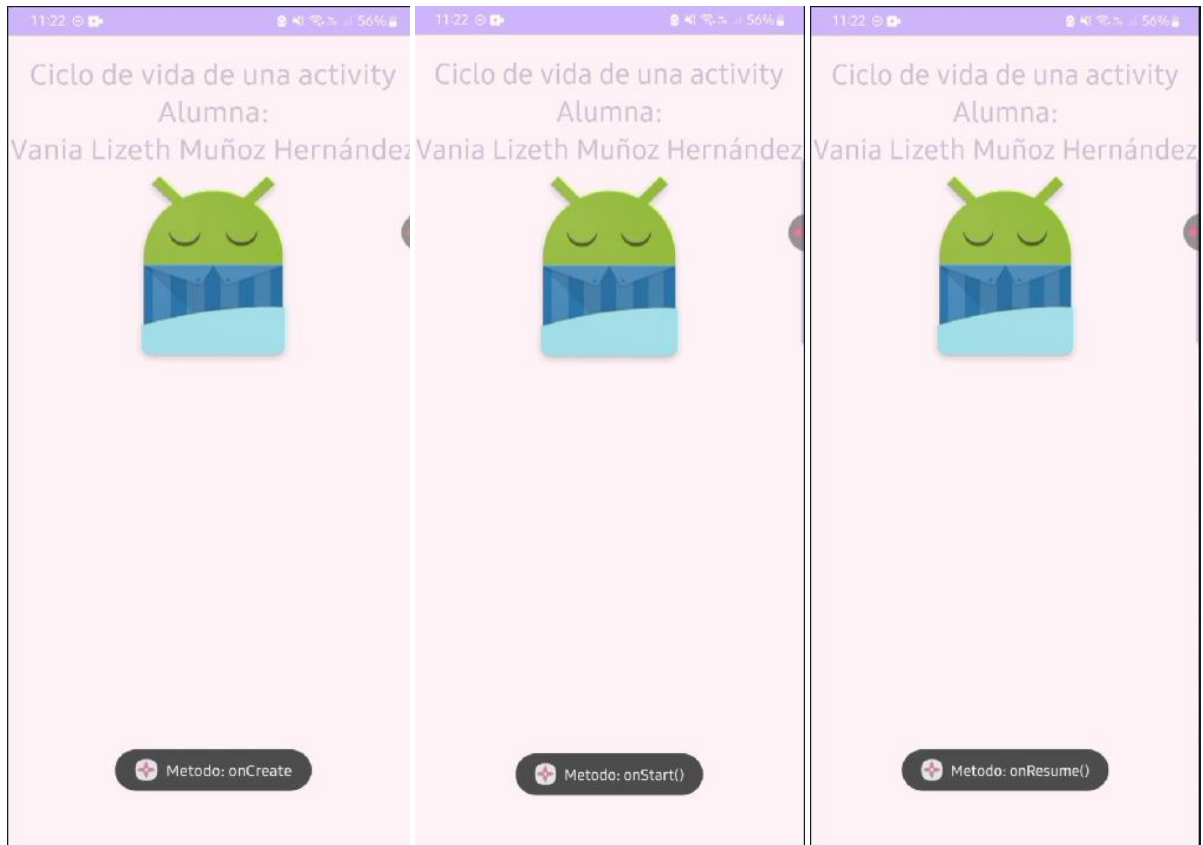 11:22
56%
Ciclo de vida de una activity
Alumna:
Vania Lizeth Muñoz Hernández
Metodo: onCreate
11:22
56%
Ciclo de vida de una activity
Alumna:
Vania Lizeth Muñoz Hernández
Metodo: onStart()
11:22
56%
Ciclo de vida de una activity
Alumna:
Vania Lizeth Muñoz Hernández
Metodo: onResume()